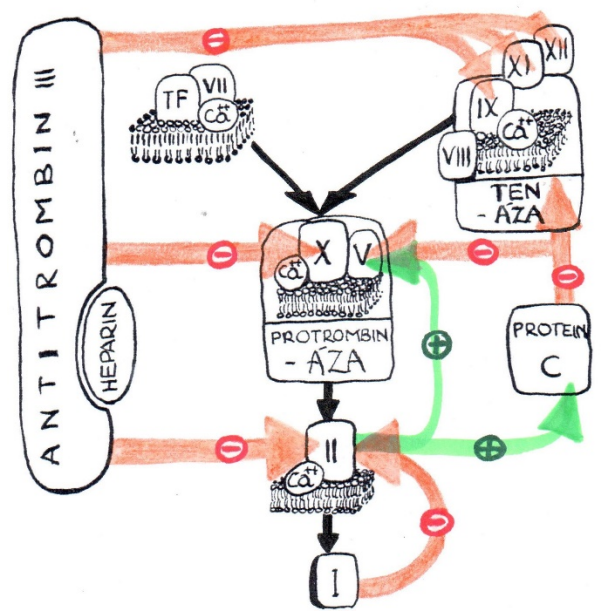 ANTITROMBIN III
HEPARIN
⊖
TF
VII
Ca++
XII
XI
IX
Ca++
VIII
TEN
- ÁZA
⊖
X
V
Ca++
⊖
⊖
PROTROMBIN
- ÁZA
⊕
PROTEIN
C
⊖
II
⊕
Ca++
⊖
I